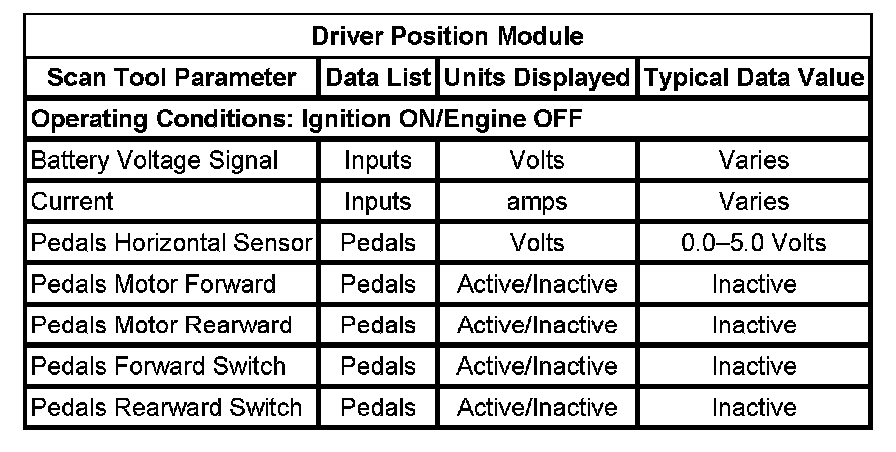 Driver Position Module
Scan Tool Parameter Data List Units Displayed Typical Data Value
Operating Conditions: Ignition ON/Engine OFF
Battery Voltage Signal Inputs Volts Varies
Current Inputs amps Varies
Pedals Horizontal Sensor Pedals Volts 0.0–5.0 Volts
Pedals Motor Forward Pedals Active/Inactive Inactive
Pedals Motor Rearward Pedals Active/Inactive Inactive
Pedals Forward Switch Pedals Active/Inactive Inactive
Pedals Rearward Switch Pedals Active/Inactive Inactive